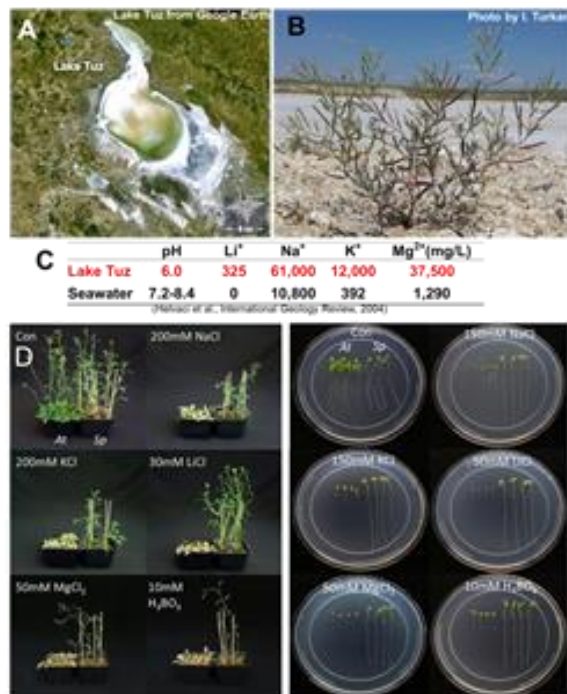 Lake Tuz from Google Earth
A
Lake Tuz
B
Photo by I. Turkan
C
pH Li⁺ Na⁺ K⁺ Mg²⁺(mg/L)
Lake Tuz 6.0 325 61,000 12,000 37,500
Seawater 7.2-8.4 0 10,800 392 1,290
(Helvaci et al., International Geology Review, 2004)
D
Con
200mM NaCl
At Sp
200mM KCl
30mM LiCl
50mM MgCl₂
10mM
H₃BO₃
Con
At Sp
150mM NaCl
150mM KCl
50mM MgCl₂
10mM H₃BO₃